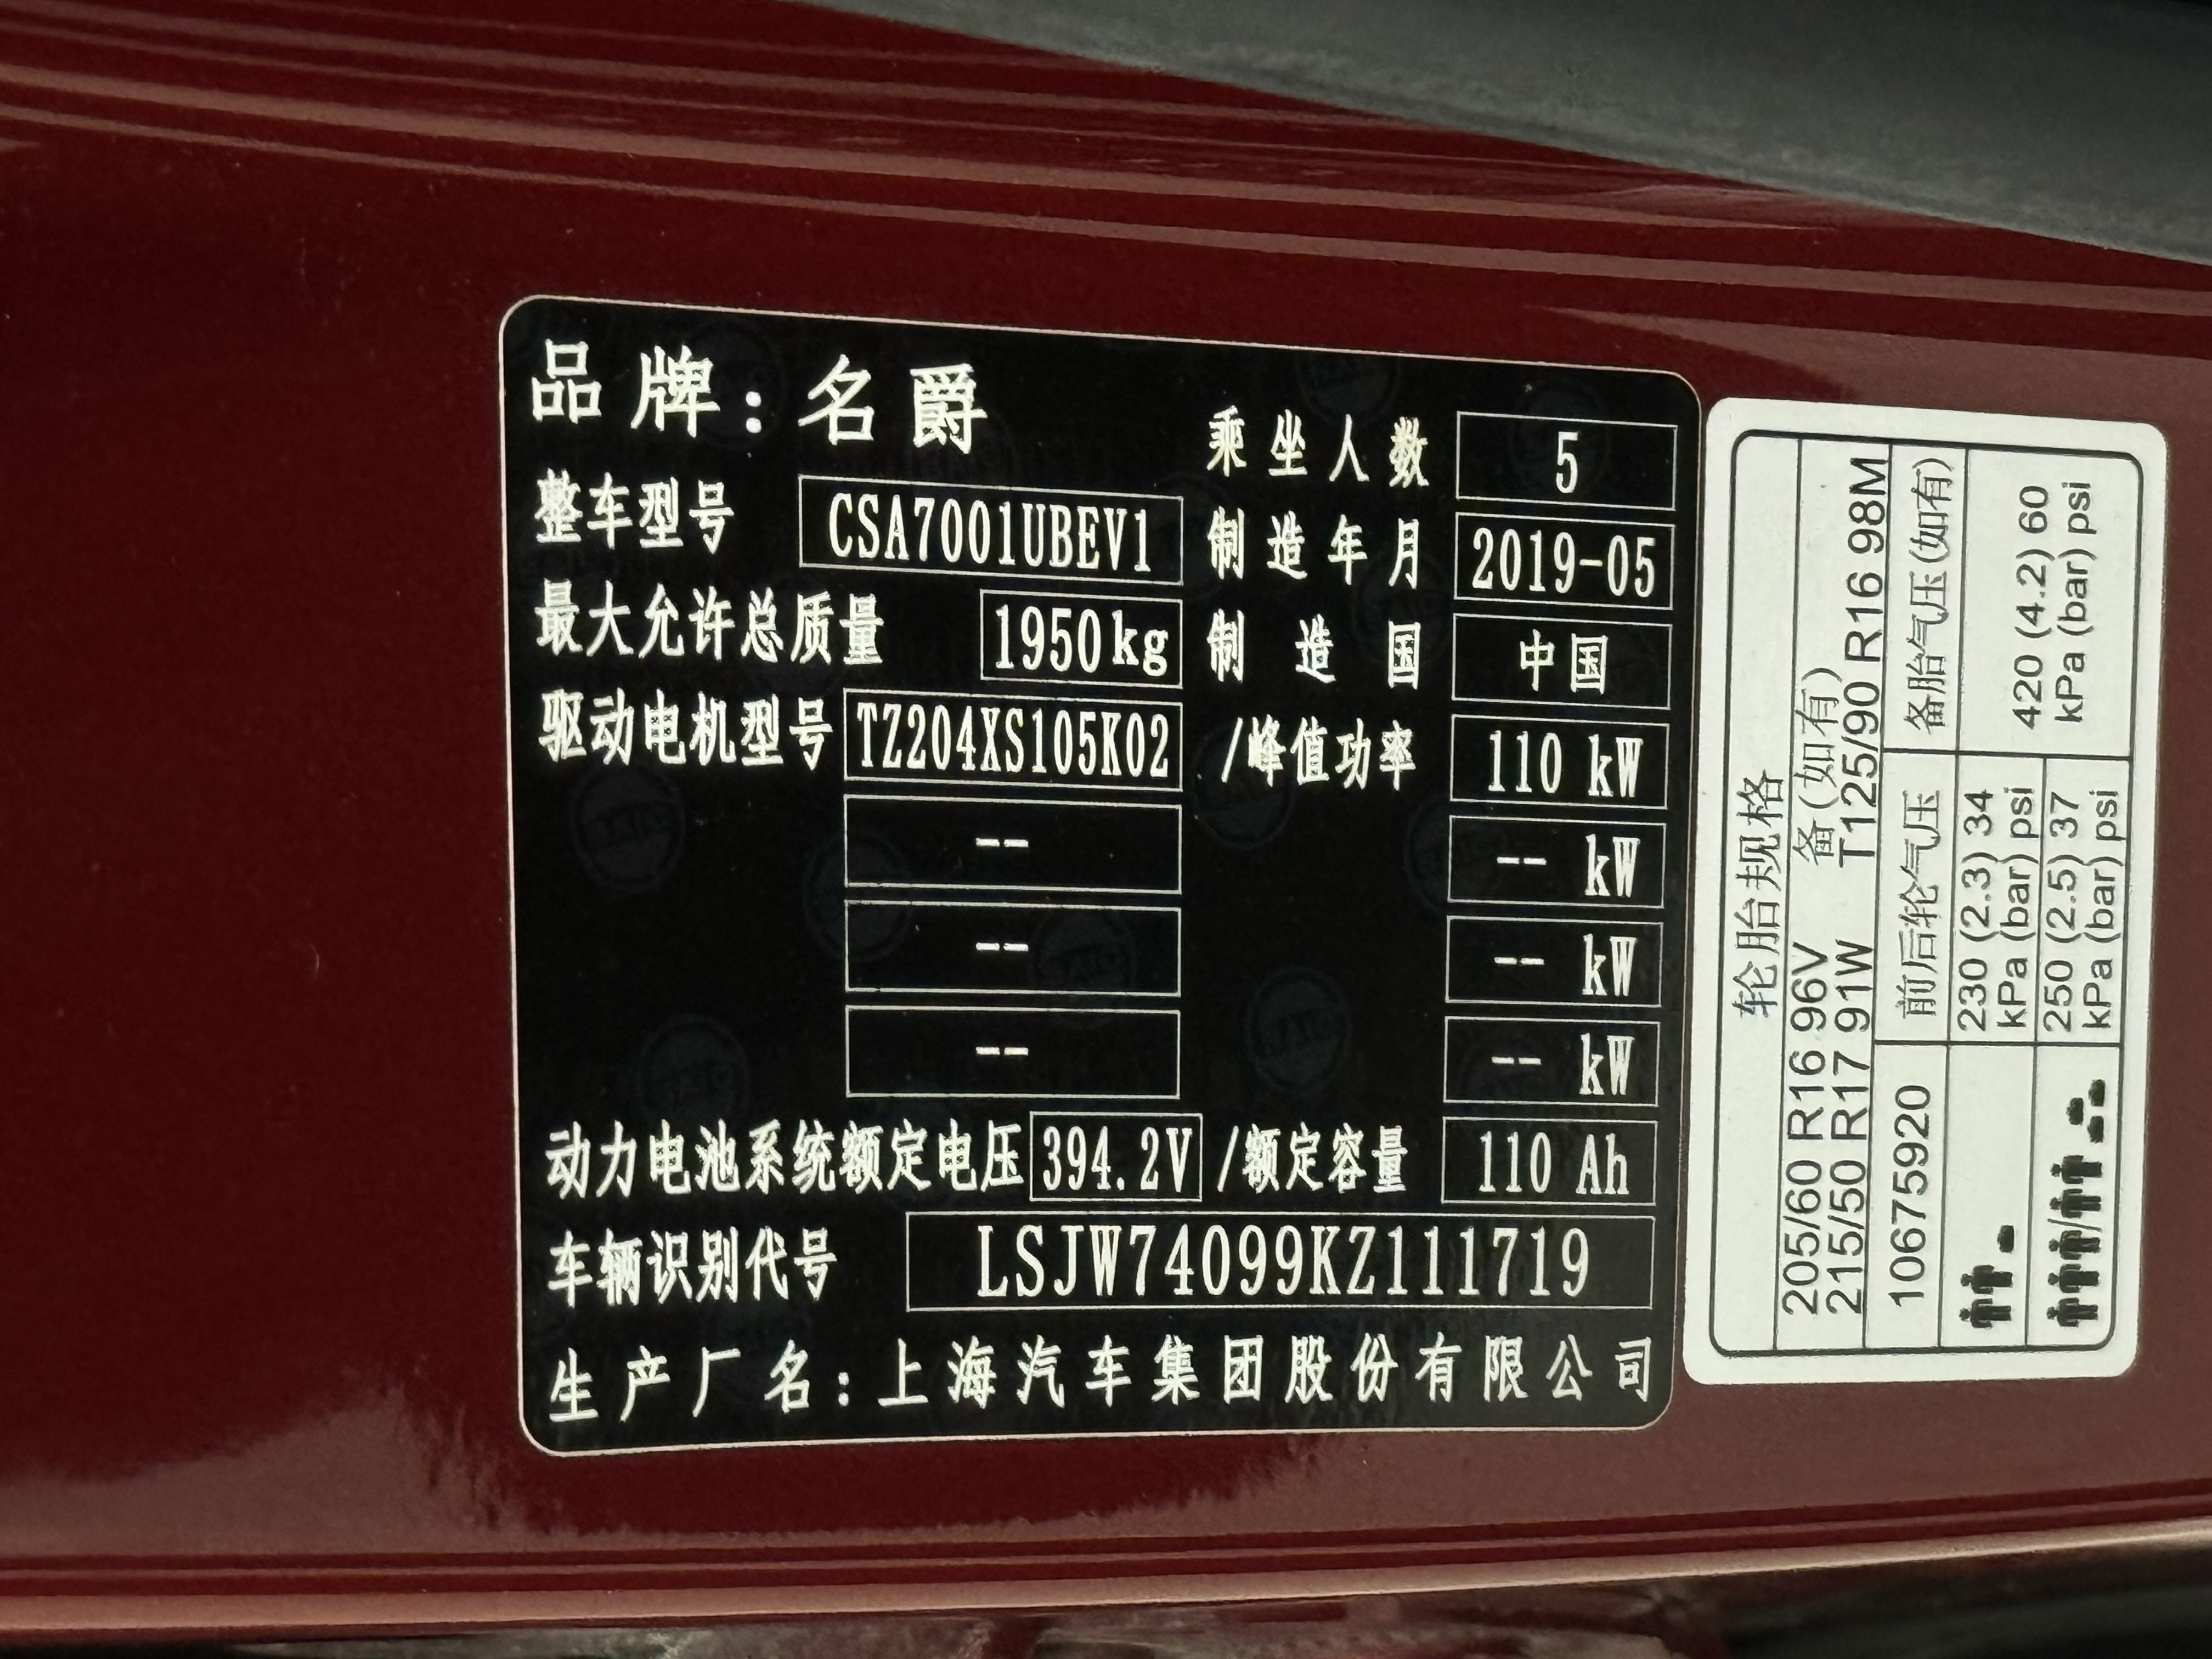 品牌：名爵
乘坐人数 5
整车型号 CSA7001UBEV1
制造年月 2019-05
最大允许总质量 1950kg
制造国 中国
驱动电机型号 TZ204XS105K02 /峰值功率 110 kW
-- -- kW
-- -- kW
-- -- kW
动力电池系统额定电压 394.2V /额定容量 110 Ah
车辆识别代号 LSJW74099KZ111719
生产厂名：上海汽车集团股份有限公司
轮胎规格
205/60 R16 96V 备(如有)
215/50 R17 91W T125/90 R16 98M
10675920 前后轮气压 备胎气压(如有)
230 (2.3) 34
kPa (bar) psi
250 (2.5) 37
kPa (bar) psi
420 (4.2) 60
kPa (bar) psi